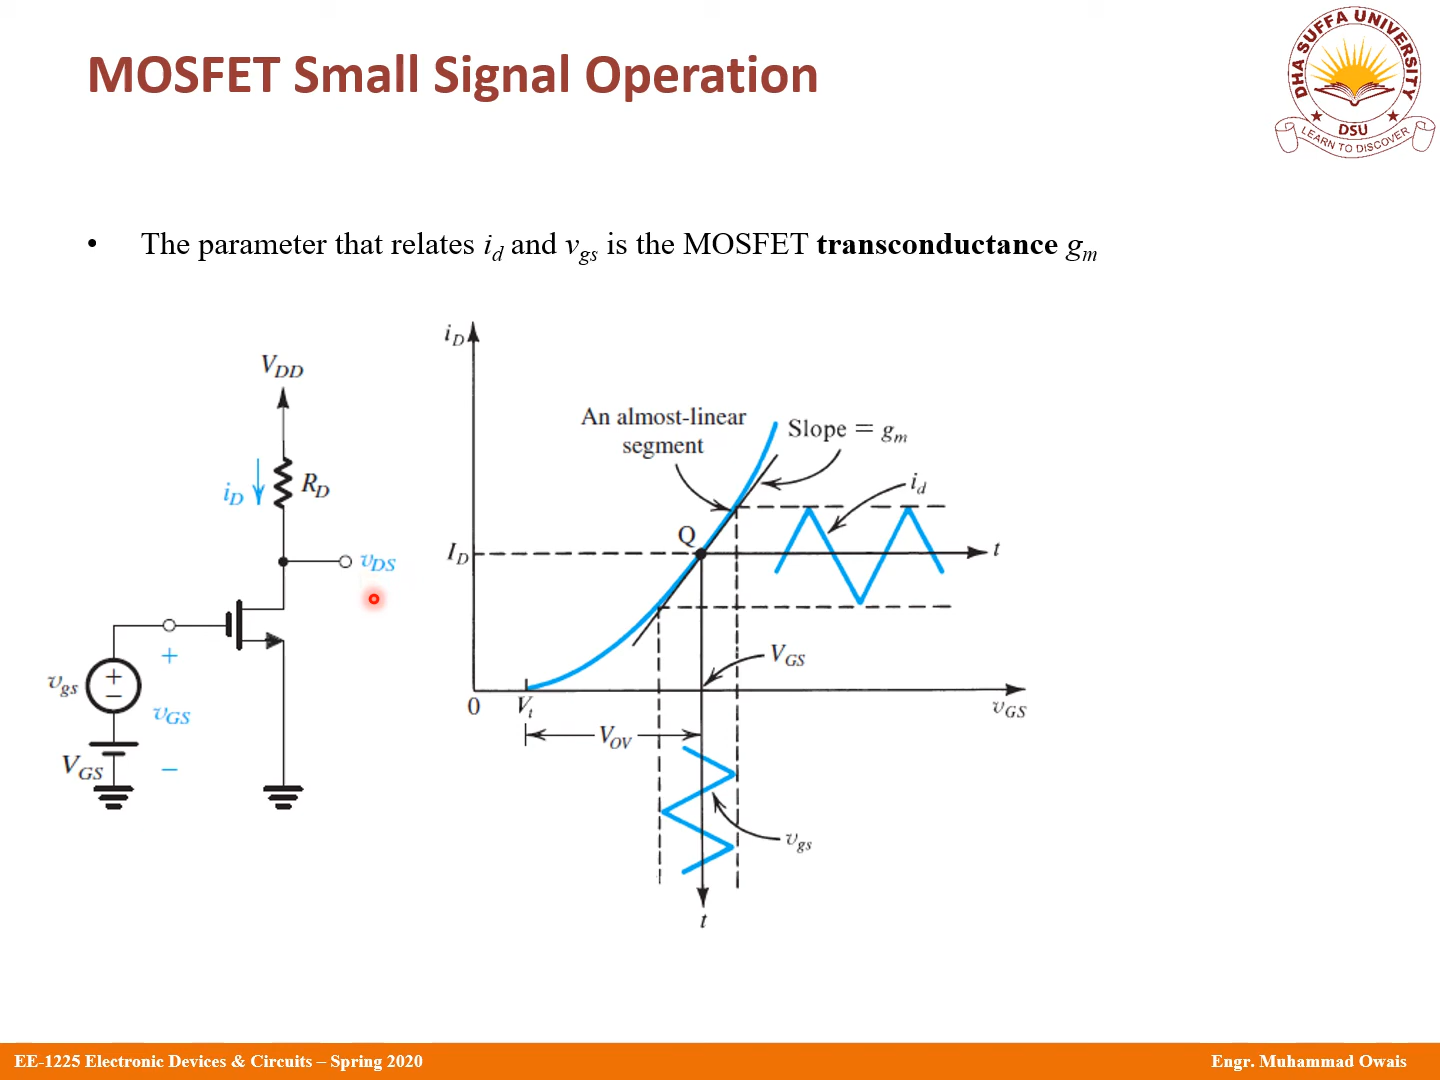 MOSFET Small Signal Operation
DHA SUFFA UNIVERSITY
DSU
LEARN TO DISCOVER
• The parameter that relates id and vgs is the MOSFET transconductance gm
VDD
iD
RD
vDS
+
vgs
+
−
vGS
VGS
−
iD
An almost-linear
segment
Slope = gm
id
Q
ID
t
VGS
0
Vt
vGS
VOV
vgs
t
EE-1225 Electronic Devices & Circuits – Spring 2020
Engr. Muhammad Owais